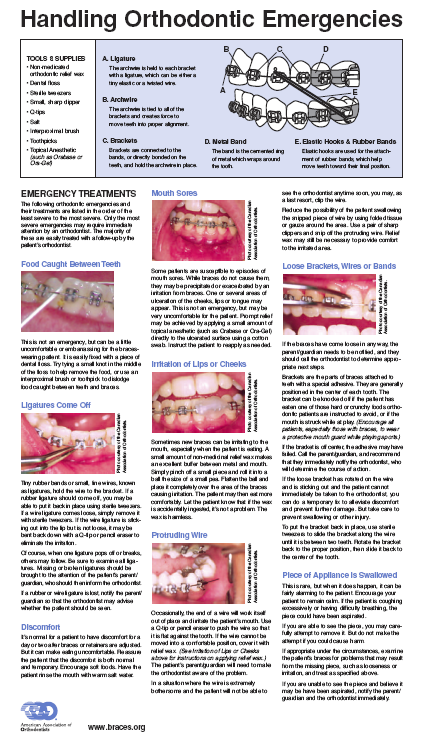 Handling Orthodontic Emergencies
TOOLS & SUPPLIES
• Non-medicated
orthodontic relief wax
• Dental floss
• Sterile tweezers
• Small, sharp clipper
• Q-tips
• Salt
• Interproximal brush
• Toothpicks
• Topical Anesthetic
(such as Orabase or
Ora-Gel)
A. Ligature
The archwire is held to each bracket
with a ligature, which can be either a
tiny elastic or a twisted wire.
B. Archwire
The archwire is tied to all of the
brackets and creates force to
move teeth into proper alignment.
C. Brackets
Brackets are connected to the
bands, or directly bonded on the
teeth, and hold the archwire in place.
B
C
D
A
E
D. Metal Band
The band is the cemented ring
of metal which wraps around
the tooth.
E. Elastic Hooks & Rubber Bands
Elastic hooks are used for the attach-
ment of rubber bands, which help
move teeth toward their final position.
EMERGENCY TREATMENTS
The following orthodontic emergencies and
their treatments are listed in the order of the
least severe to the most severe. Only the most
severe emergencies may require immediate
attention by an orthodontist. The majority of
these are easily treated with a follow-up by the
patient's orthodontist.
Food Caught Between Teeth
This is not an emergency, but can be a little
uncomfortable or embarrassing for the braces-
wearing patient. It is easily fixed with a piece of
dental floss. Try tying a small knot in the middle
of the floss to help remove the food, or use an
interproximal brush or toothpick to dislodge
food caught between teeth and braces.
Ligatures Come Off
Photo courtesy of the Canadian
Association of Orthodontists.
Tiny rubber bands or small, fine wires, known
as ligatures, hold the wire to the bracket. If a
rubber ligature should come off, you may be
able to put it back in place using sterile tweezers.
If a wire ligature comes loose, simply remove it
with sterile tweezers. If the wire ligature is stick-
ing out into the lip but is not loose, it may be
bent back down with a Q-tip or pencil eraser to
eliminate the irritation.
Of course, when one ligature pops off or breaks,
others may follow. Be sure to examine all liga-
tures. Missing or broken ligatures should be
brought to the attention of the patient's parent/
guardian, who should then inform the orthodontist.
If a rubber or wire ligature is lost, notify the parent/
guardian so that the orthodontist may advise
whether the patient should be seen.
Discomfort
It's normal for a patient to have discomfort for a
day or two after braces or retainers are adjusted.
But it can make eating uncomfortable. Reassure
the patient that the discomfort is both normal
and temporary. Encourage soft foods. Have the
patient rinse the mouth with warm salt water.
Mouth Sores
Photo courtesy of the Canadian
Association of Orthodontists.
Some patients are susceptible to episodes of
mouth sores. While braces do not cause them,
they may be precipitated or exacerbated by an
irritation from braces. One or several areas of
ulceration of the cheeks, lips or tongue may
appear. This is not an emergency, but may be
very uncomfortable for the patient. Prompt relief
may be achieved by applying a small amount of
topical anesthetic (such as Orabase or Ora-Gel)
directly to the ulcerated surface using a cotton
swab. Instruct the patient to reapply as needed.
Irritation of Lips or Cheeks
Photo courtesy of the Canadian
Association of Orthodontists.
Sometimes new braces can be irritating to the
mouth, especially when the patient is eating. A
small amount of non-medicinal relief wax makes
an excellent buffer between metal and mouth.
Simply pinch off a small piece and roll it into a
ball the size of a small pea. Flatten the ball and
place it completely over the area of the braces
causing irritation. The patient may then eat more
comfortably. Let the patient know that if the wax
is accidentally ingested, it's not a problem. The
wax is harmless.
Protruding Wire
Photo courtesy of the Canadian
Association of Orthodontists.
Occasionally, the end of a wire will work itself
out of place and irritate the patient's mouth. Use
a Q-tip or pencil eraser to push the wire so that
it is flat against the tooth. If the wire cannot be
moved into a comfortable position, cover it with
relief wax. (See Irritation of Lips or Cheeks
above for instructions on applying relief wax.)
The patient's parent/guardian will need to make
the orthodontist aware of the problem.
In a situation where the wire is extremely
bothersome and the patient will not be able to
see the orthodontist anytime soon, you may, as
a last resort, clip the wire.
Reduce the possibility of the patient swallowing
the snipped piece of wire by using folded tissue
or gauze around the area. Use a pair of sharp
clippers and snip off the protruding wire. Relief
wax may still be necessary to provide comfort
to the irritated area.
Loose Brackets, Wires or Bands
Photo courtesy of the Canadian
Association of Orthodontists.
If the braces have come loose in any way, the
parent/guardian needs to be notified, and they
should call the orthodontist to determine appro-
priate next steps.
Brackets are the parts of braces attached to
teeth with a special adhesive. They are generally
positioned in the center of each tooth. The
bracket can be knocked off if the patient has
eaten one of those hard or crunchy foods ortho-
dontic patients are instructed to avoid, or if the
mouth is struck while at play. (Encourage all
patients, especially those with braces, to wear
a protective mouth guard while playing sports.)
If the bracket is off center, the adhesive may have
failed. Call the parent/guardian, and recommend
that they immediately notify the orthodontist, who
will determine the course of action.
If the loose bracket has rotated on the wire
and is sticking out and the patient cannot
immediately be taken to the orthodontist, you
can do a temporary fix to alleviate discomfort
and prevent further damage. But take care to
prevent swallowing or other injury.
To put the bracket back in place, use sterile
tweezers to slide the bracket along the wire
until it is between two teeth. Rotate the bracket
back to the proper position, then slide it back to
the center of the tooth.
Piece of Appliance is Swallowed
This is rare, but when it does happen, it can be
fairly alarming to the patient. Encourage your
patient to remain calm. If the patient is coughing
excessively or having difficulty breathing, the
piece could have been aspirated.
If you are able to see the piece, you may care-
fully attempt to remove it. But do not make the
attempt if you could cause harm.
If appropriate under the circumstances, examine
the patient's braces for problems that may result
from the missing piece, such as looseness or
irritation, and treat as specified above.
If you are unable to see the piece and believe it
may have been aspirated, notify the parent/
guardian and the orthodontist immediately.
American Association of
Orthodontists
www.braces.org